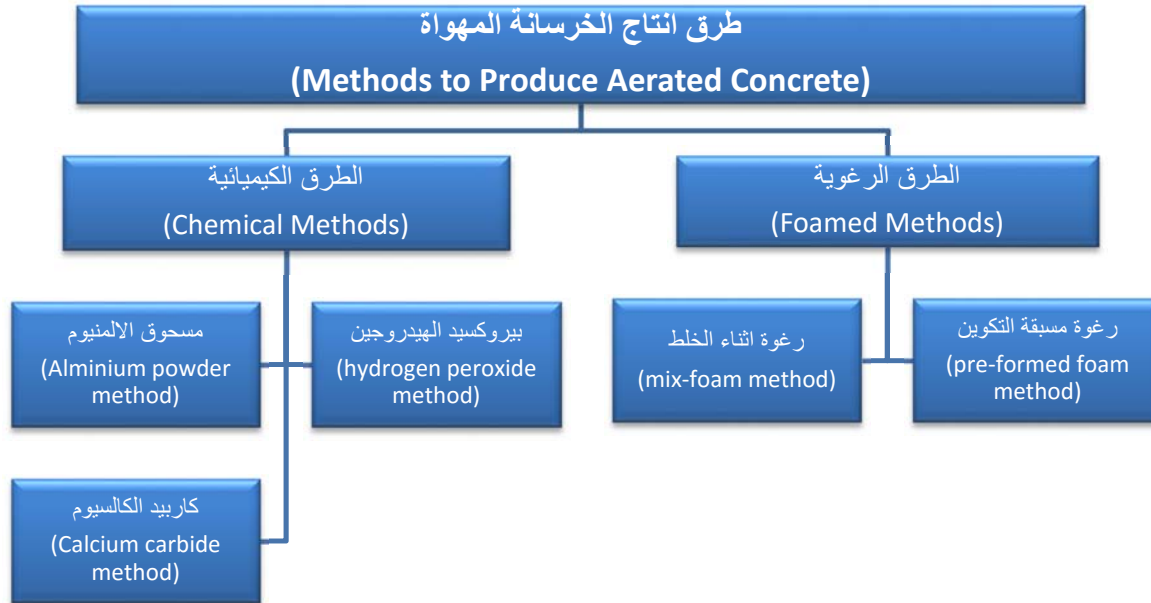 طرق انتاج الخرسانة المهواة
(Methods to Produce Aerated Concrete)
الطرق الرغوية
(Foamed Methods)
الطرق الكيميائية
(Chemical Methods)
رغوة مسبقة التكوين
(pre-formed foam
method)
رغوة اثناء الخلط
(mix-foam method)
بيروكسيد الهيدروجين
(hydrogen peroxide
method)
مسحوق الالمنيوم
(Alminium powder
method)
كاربيد الكالسيوم
(Calcium carbide
method)